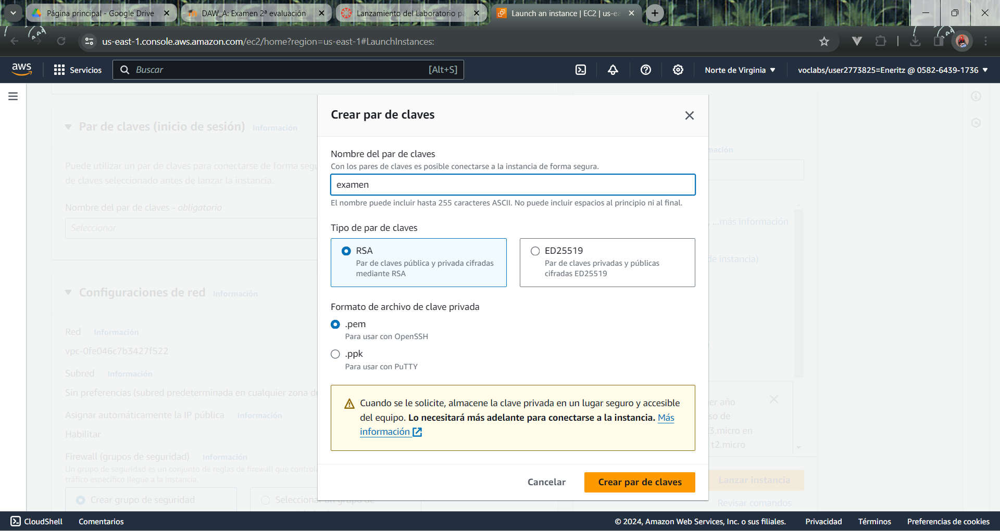 Página principal - Google Drive
DAW_A: Examen 2ª evaluación
Lanzamiento del Laboratorio pa
Launch an instance | EC2 | us-ea
us-east-1.console.aws.amazon.com/ec2/home?region=us-east-1#LaunchInstances:
aws
Servicios
Buscar
[Alt+S]
Norte de Virginia
voclabs/user2773825=Eneritz @ 0582-6439-1736
Par de claves (inicio de sesión) Información
Puede utilizar un par de claves para conectarse de forma segu
de claves seleccionado antes de lanzar la instancia.
Nombre del par de claves - obligatorio
Seleccionar
Configuraciones de red Información
Red Información
vpc-0fe046c7b3427f522
Subred Información
Sin preferencias (subred predeterminada en cualquier zona de
Asignar automáticamente la IP pública Información
Habilitar
Firewall (grupos de seguridad) Información
Un grupo de seguridad es un conjunto de reglas de firewall que controla
tráfico específico llegue a la instancia.
Crear grupo de seguridad
Seleccionar un grupo de
Crear par de claves
Nombre del par de claves
Con los pares de claves es posible conectarse a la instancia de forma segura.
examen
El nombre puede incluir hasta 255 caracteres ASCII. No puede incluir espacios al principio ni al final.
Tipo de par de claves
RSA
Par de claves pública y privada cifradas
mediante RSA
ED25519
Par de claves privadas y públicas
cifradas ED25519
Formato de archivo de clave privada
.pem
Para usar con OpenSSH
.ppk
Para usar con PuTTY
Cuando se le solicite, almacene la clave privada en un lugar seguro y accesible
del equipo. Lo necesitará más adelante para conectarse a la instancia. Más
información
Cancelar
Crear par de claves
mación
, ...más información
de instancia)
er año
so de
3.micro en
t2.micro
Lanzar instancia
Revisar comandos
CloudShell
Comentarios
© 2024, Amazon Web Services, Inc. o sus filiales.
Privacidad
Términos
Preferencias de cookies